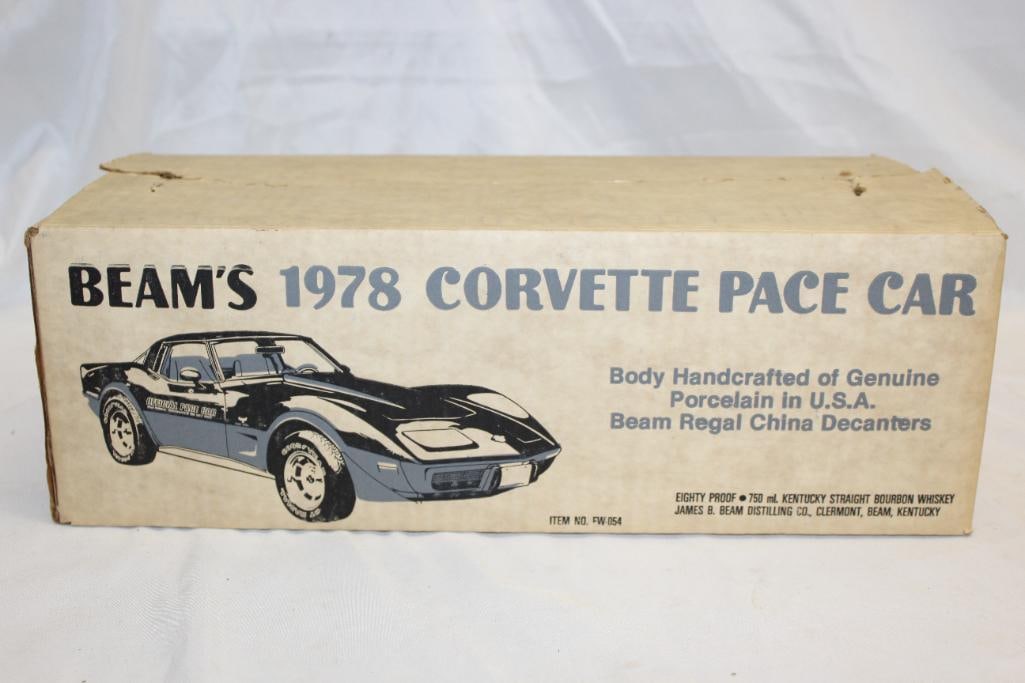 BEAM'S 1978 CORVETTE PACE CAR
Body Handcrafted of Genuine
Porcelain in U.S.A.
Beam Regal China Decanters
OFFICIAL PACE CAR
EIGHTY PROOF ● 750 ml. KENTUCKY STRAIGHT BOURBON WHISKEY
JAMES B. BEAM DISTILLING CO., CLERMONT, BEAM, KENTUCKY
ITEM NO. FW-054